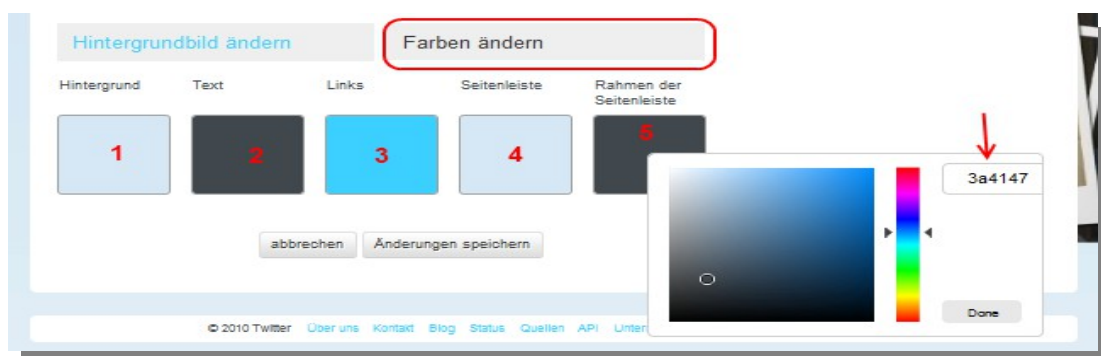 Hintergrundbild ändern Farben ändern
Hintergrund Text Links Seitenleiste Rahmen der Seitenleiste
1 2 3 4 5
3a4147
abbrechen Änderungen speichern
Done
© 2010 Twitter Über uns Kontakt Blog Status Quellen API